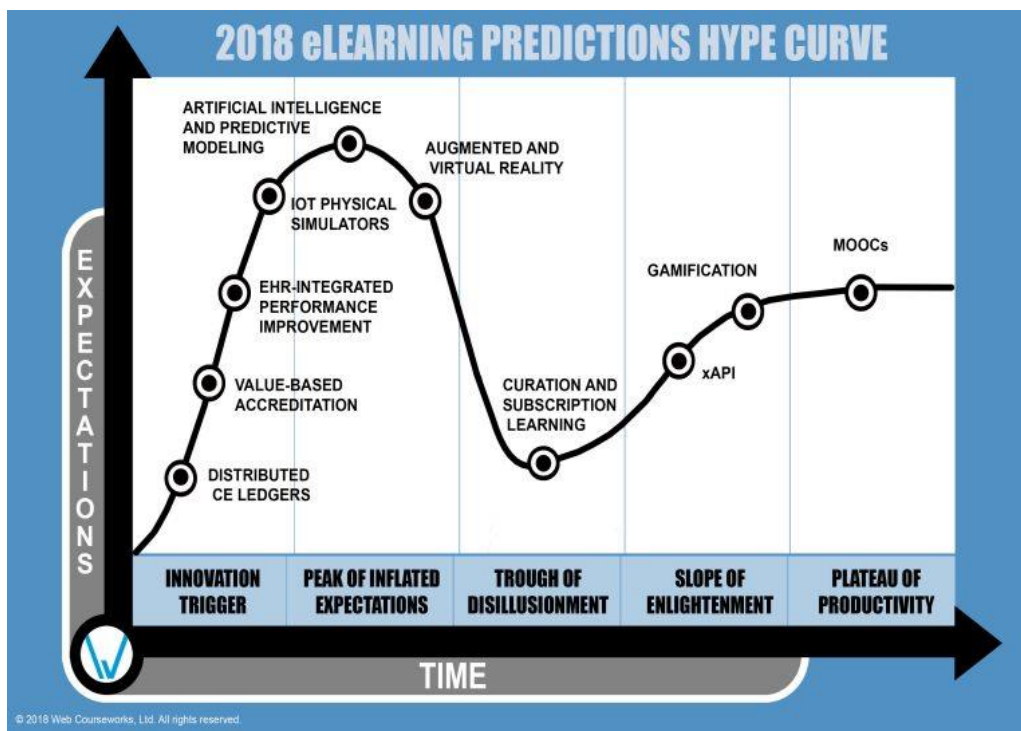 2018 eLEARNING PREDICTIONS HYPE CURVE
ARTIFICIAL INTELLIGENCE
AND PREDICTIVE
MODELING
AUGMENTED AND
VIRTUAL REALITY
IOT PHYSICAL
SIMULATORS
EHR-INTEGRATED
PERFORMANCE
IMPROVEMENT
VALUE-BASED
ACCREDITATION
DISTRIBUTED
CE LEDGERS
CURATION AND
SUBSCRIPTION
LEARNING
xAPI
GAMIFICATION
MOOCs
EXPECTATIONS
INNOVATION
TRIGGER
PEAK OF INFLATED
EXPECTATIONS
TROUGH OF
DISILLUSIONMENT
SLOPE OF
ENLIGHTENMENT
PLATEAU OF
PRODUCTIVITY
W
TIME
© 2018 Web Courseworks, Ltd. All rights reserved.